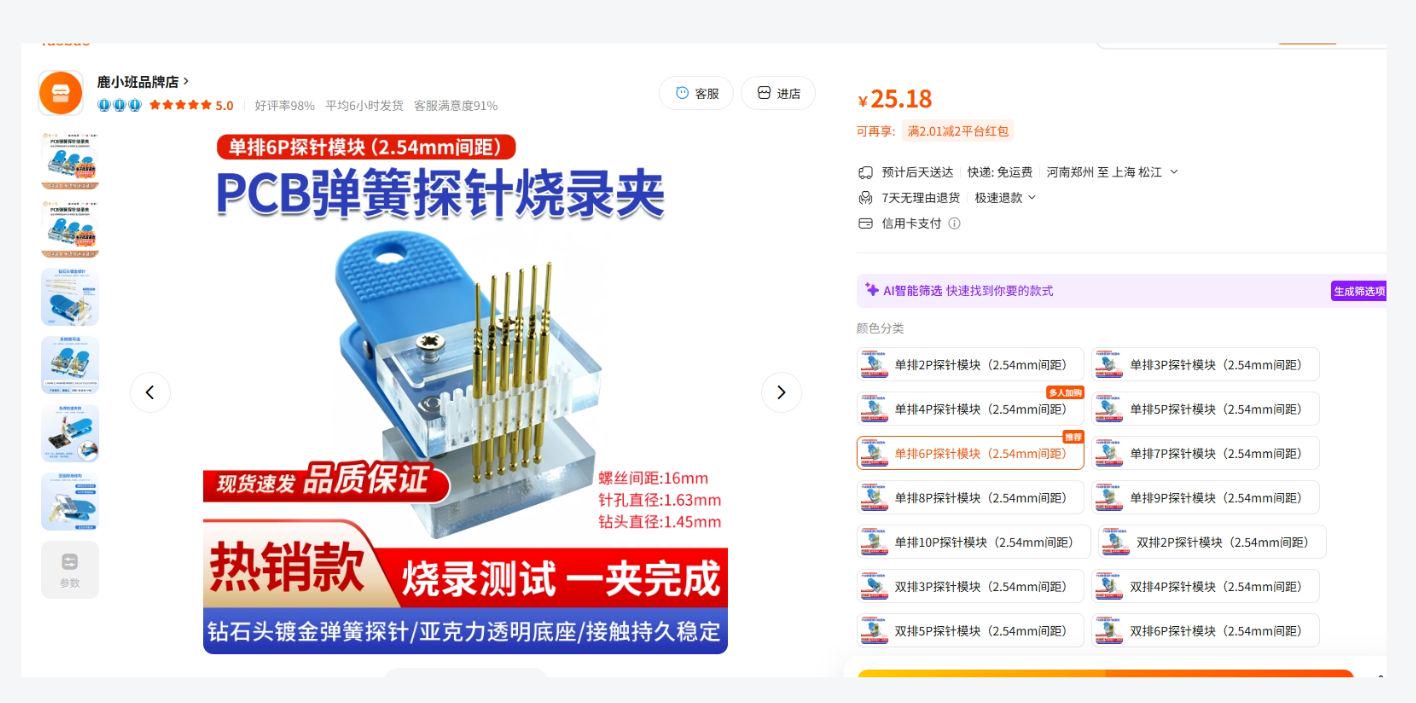 鹿小班品牌店
5.0 好评率98% 平均6小时发货 客服满意度91%
客服
进店
单排6P探针模块（2.54mm间距）
PCB弹簧探针烧录夹
螺丝间距:16mm
针孔直径:1.63mm
钻头直径:1.45mm
现货速发 品质保证
热销款
烧录测试 一夹完成
钻石头镀金弹簧探针/亚克力透明底座/接触持久稳定
参数
¥25.18
可再享: 满2.01减2平台红包
预计后天送达 快递: 免运费 河南郑州 至 上海 松江
7天无理由退货 极速退款
信用卡支付
AI智能筛选 快速找到你要的款式
生成筛选项
颜色分类
单排2P探针模块（2.54mm间距）
单排3P探针模块（2.54mm间距）
多人加购
单排4P探针模块（2.54mm间距）
单排5P探针模块（2.54mm间距）
推荐
单排6P探针模块（2.54mm间距）
单排7P探针模块（2.54mm间距）
单排8P探针模块（2.54mm间距）
单排9P探针模块（2.54mm间距）
单排10P探针模块（2.54mm间距）
双排2P探针模块（2.54mm间距）
双排3P探针模块（2.54mm间距）
双排4P探针模块（2.54mm间距）
双排5P探针模块（2.54mm间距）
双排6P探针模块（2.54mm间距）